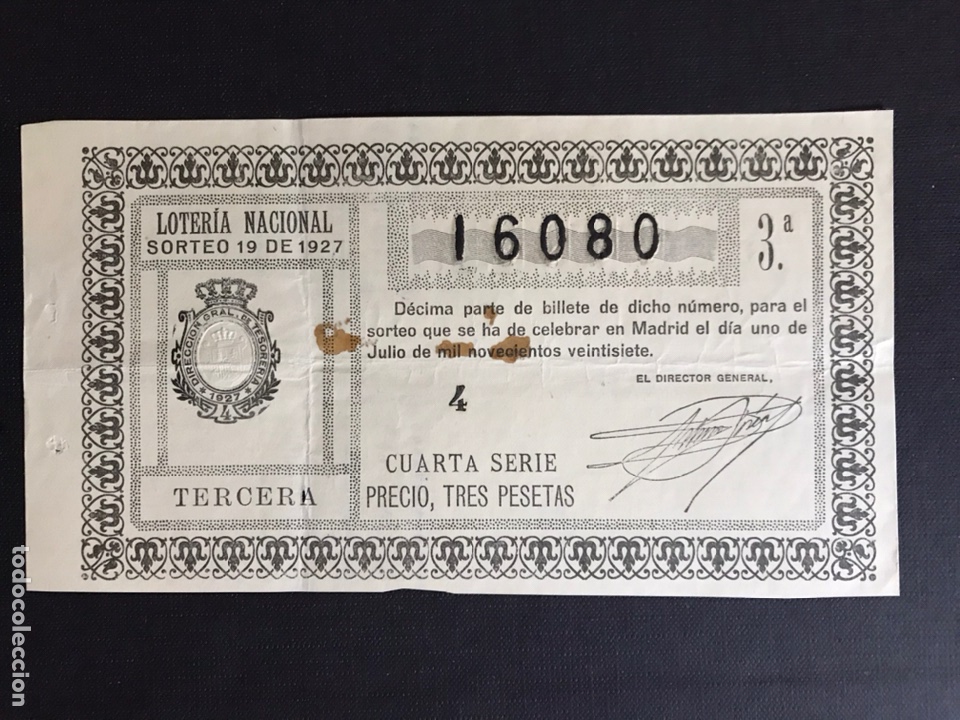 LOTERÍA NACIONAL
SORTEO 19 DE 1927
DIRECCIÓN GRAL. DE TESORERIA
1927
4
TERCERA
16080
3.ª
Décima parte de billete de dicho número, para el
sorteo que se ha de celebrar en Madrid el día uno de
Julio de mil novecientos veintisiete.
EL DIRECTOR GENERAL,
4
CUARTA SERIE
PRECIO, TRES PESETAS
todocoleccion